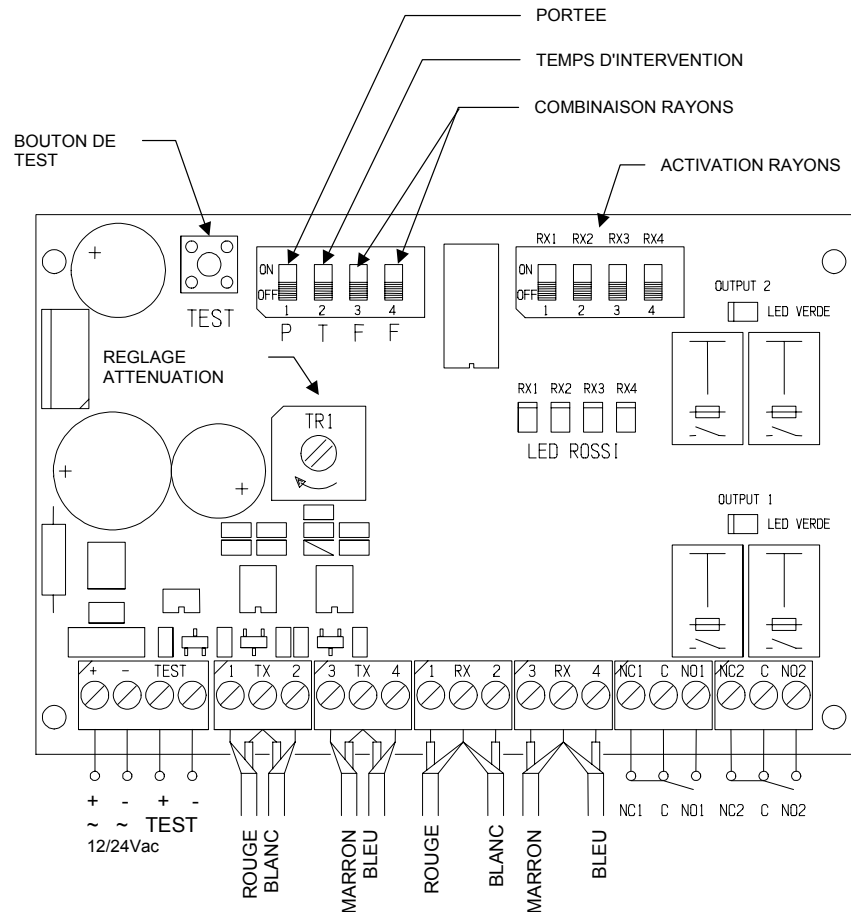 PORTEE
TEMPS D'INTERVENTION
COMBINAISON RAYONS
BOUTON DE
TEST
ACTIVATION RAYONS
+
TEST
ON
OFF
1 2 3 4
P T F F
RX1 RX2 RX3 RX4
ON
OFF
1 2 3 4
OUTPUT 2
LED VERDE
REGLAGE
ATTENUATION
TR1
RX1 RX2 RX3 RX4
LED ROSSI
+
+
OUTPUT 1
LED VERDE
+ - TEST
1 TX 2
3 TX 4
1 RX 2
3 RX 4
NC1 C NO1
NC2 C NO2
+ - + -
~ ~ TEST
12/24Vac
ROUGE
BLANC
MARRON
BLEU
ROUGE
BLANC
MARRON
BLEU
NC1 C NO1
NC2 C NO2